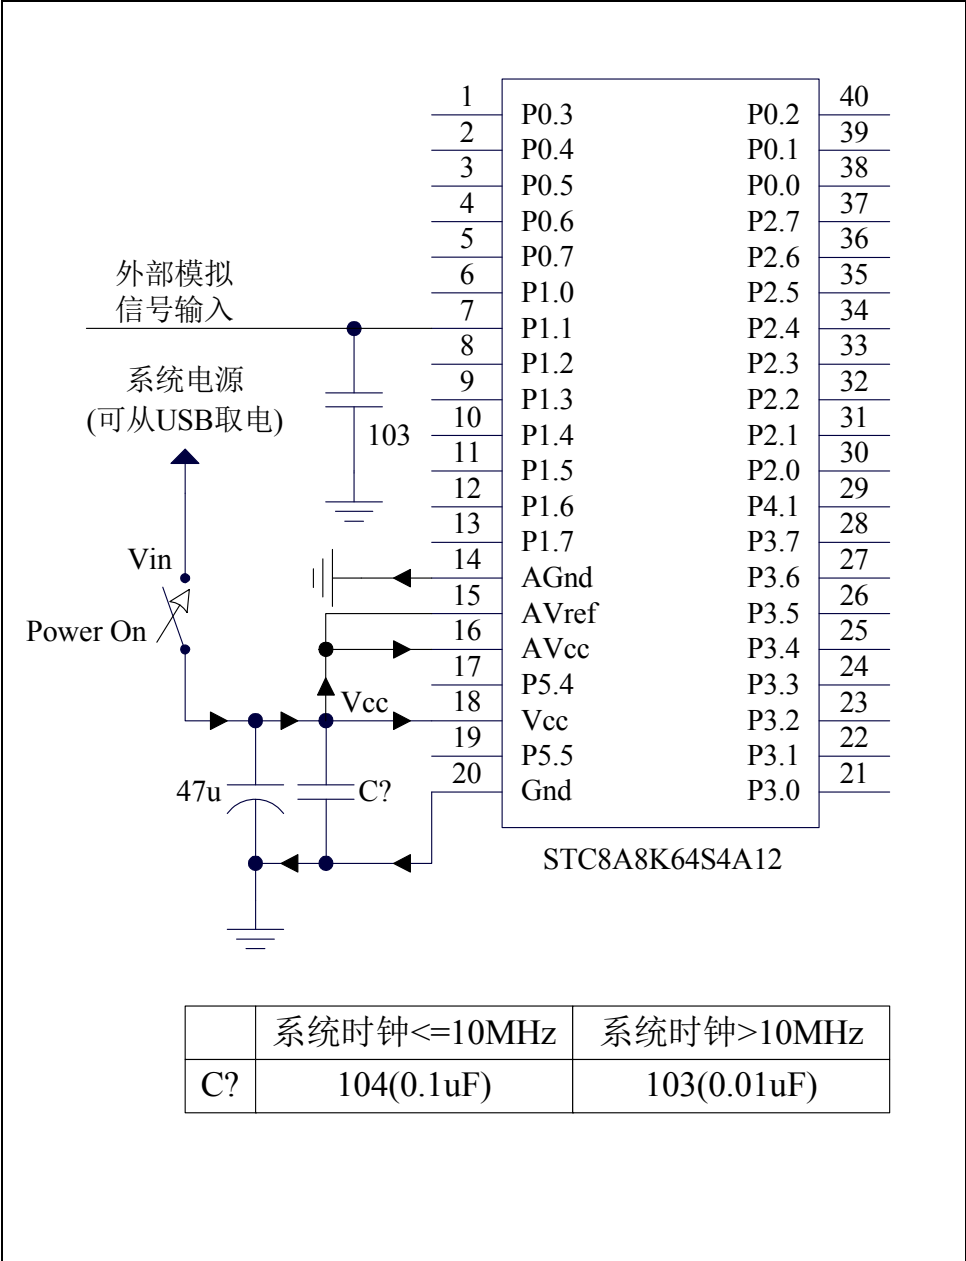 1 P0.3 P0.2 40
2 P0.4 P0.1 39
3 P0.5 P0.0 38
4 P0.6 P2.7 37
5 P0.7 P2.6 36
6 P1.0 P2.5 35
外部模拟
信号输入
7 P1.1 P2.4 34
8 P1.2 P2.3 33
系统电源
(可从USB取电)
9 P1.3 P2.2 32
103
10 P1.4 P2.1 31
11 P1.5 P2.0 30
12 P1.6 P4.1 29
13 P1.7 P3.7 28
Vin
14 AGnd P3.6 27
15 AVref P3.5 26
Power On
16 AVcc P3.4 25
17 P5.4 P3.3 24
Vcc
18 Vcc P3.2 23
19 P5.5 P3.1 22
47u C?
20 Gnd P3.0 21
STC8A8K64S4A12
系统时钟<=10MHz 系统时钟>10MHz
C? 104(0.1uF) 103(0.01uF)